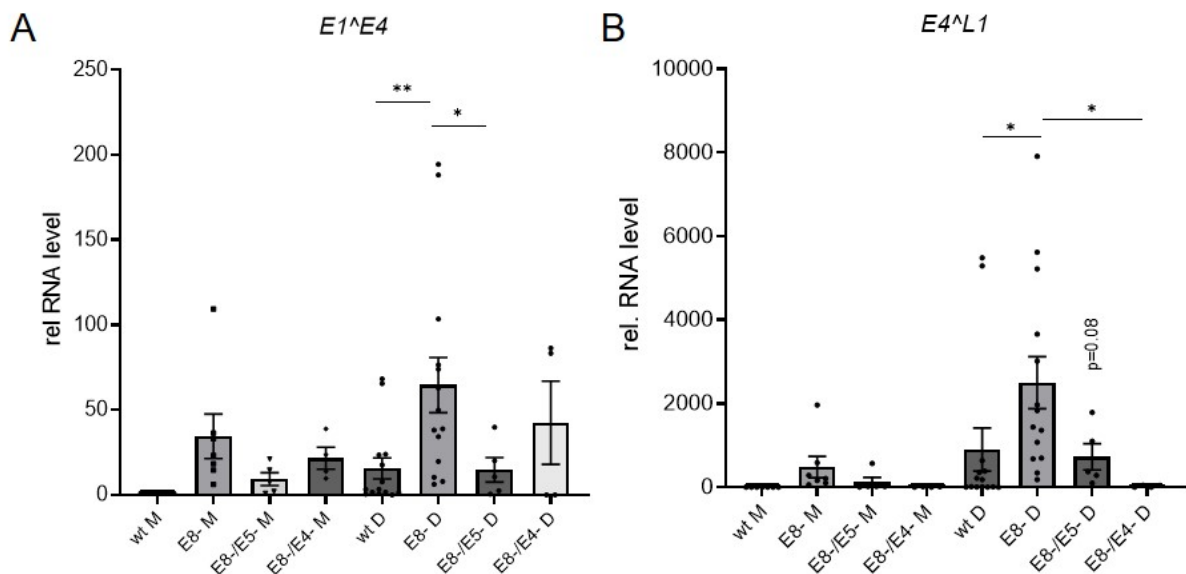 A
E1^E4
rel RNA level
250
200
150
100
50
0
**
*
wt M
E8- M
E8-/E5- M
E8-/E4- M
wt D
E8- D
E8-/E5- D
E8-/E4- D
B
E4^L1
rel. RNA level
10000
8000
6000
4000
2000
0
*
*
p=0.08
wt M
E8- M
E8-/E5- M
E8-/E4- M
wt D
E8- D
E8-/E5- D
E8-/E4- D